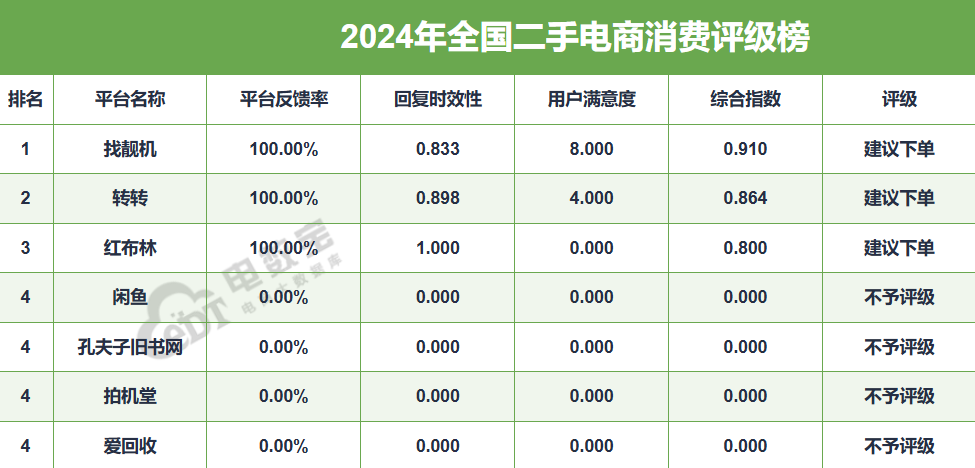 2024年全国二手电商消费评级榜
排名 平台名称 平台反馈率 回复时效性 用户满意度 综合指数 评级
1 找靓机 100.00% 0.833 8.000 0.910 建议下单
2 转转 100.00% 0.898 4.000 0.864 建议下单
3 红布林 100.00% 1.000 0.000 0.800 建议下单
4 闲鱼 0.00% 0.000 0.000 0.000 不予评级
4 孔夫子旧书网 0.00% 0.000 0.000 0.000 不予评级
4 拍机堂 0.00% 0.000 0.000 0.000 不予评级
4 爱回收 0.00% 0.000 0.000 0.000 不予评级
电数宝
电商大数据库